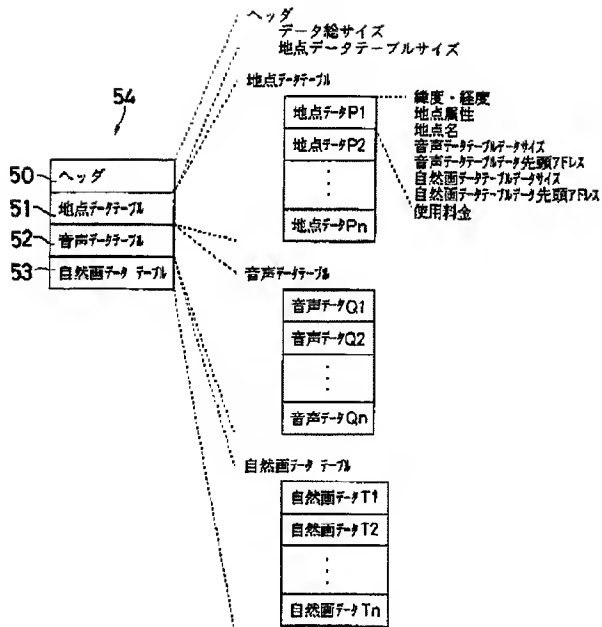 ヘッダ
データ総サイズ
地点データテーブルサイズ
54
50 ヘッダ
51 地点データテーブル
52 音声データテーブル
53 自然画データ テーブル
地点データテーブル
地点データP1
地点データP2
⋮
地点データPn
緯度・経度
地点属性
地点名
音声データテーブルデータサイズ
音声データテーブルデータ先頭アドレス
自然画データテーブルデータサイズ
自然画データテーブルデータ先頭アドレス
使用料金
音声データテーブル
音声データQ1
音声データQ2
⋮
音声データQn
自然画データ テーブル
自然画データT1
自然画データT2
⋮
自然画データTn